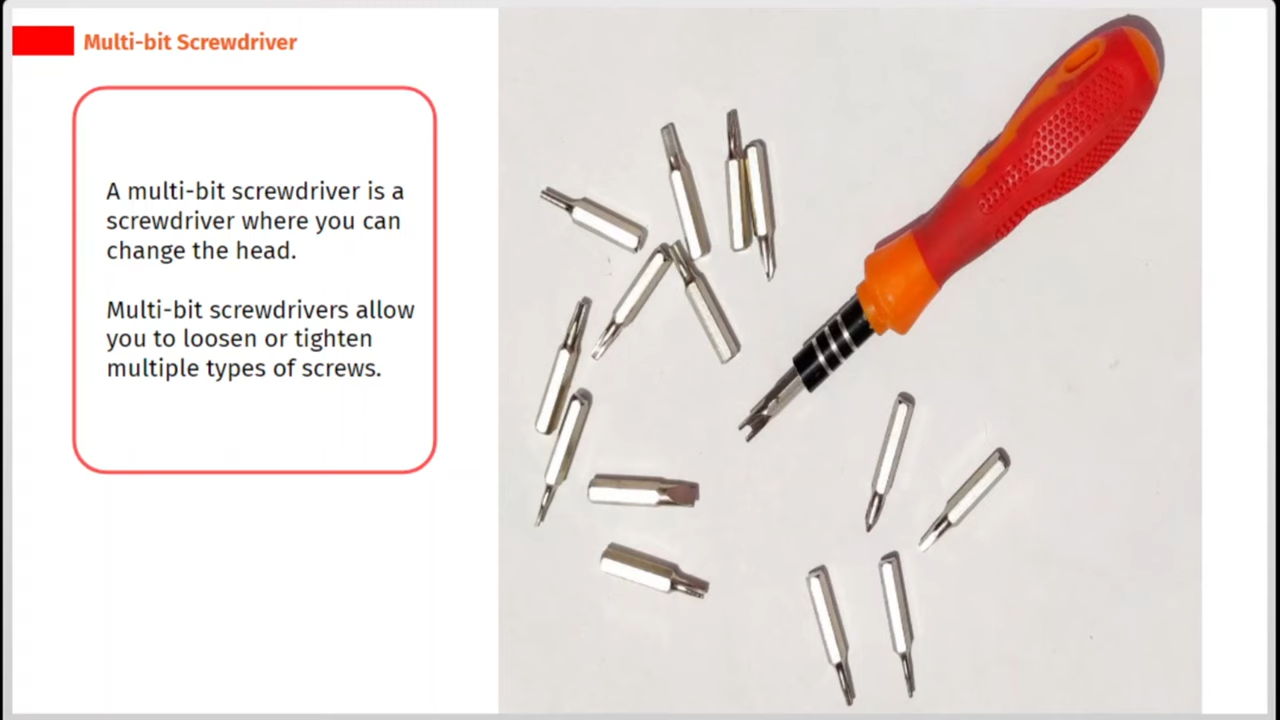 Multi-bit Screwdriver
A multi-bit screwdriver is a
screwdriver where you can
change the head.
Multi-bit screwdrivers allow
you to loosen or tighten
multiple types of screws.